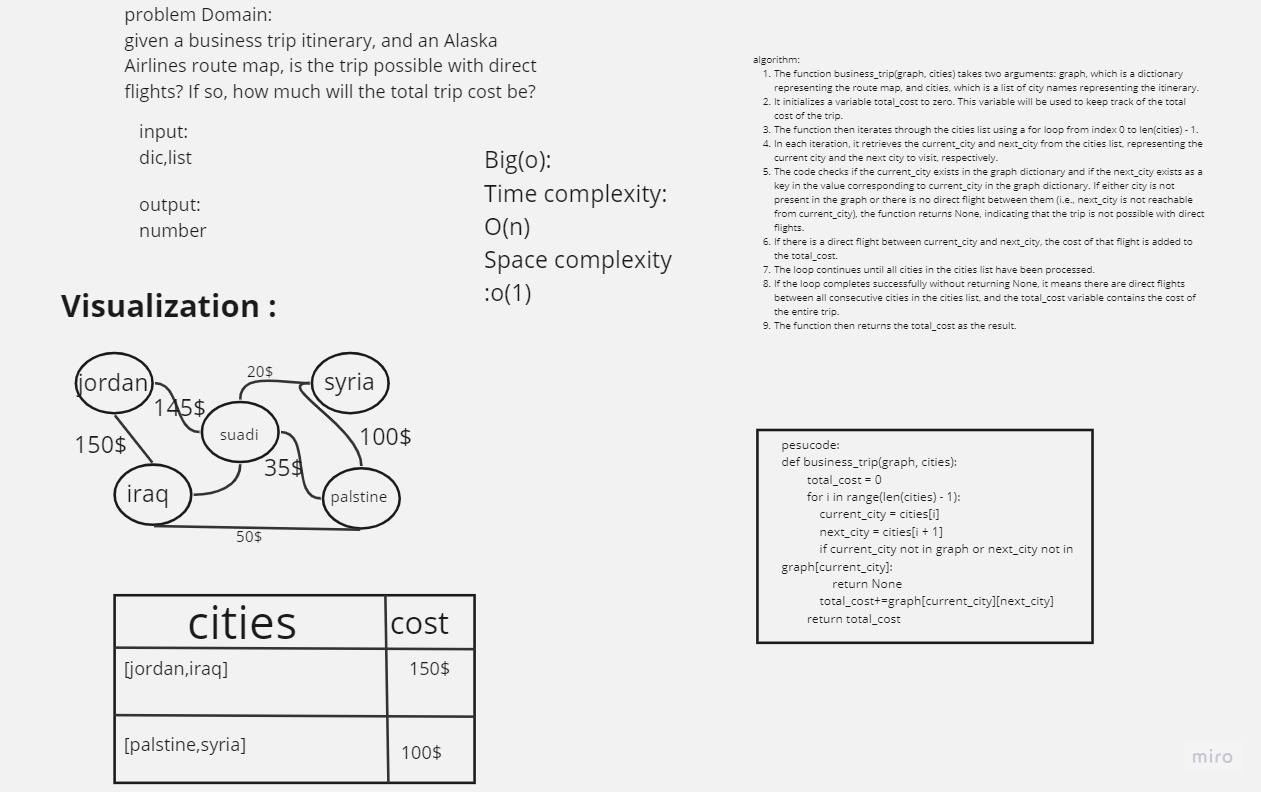 problem Domain:
given a business trip itinerary, and an Alaska
Airlines route map, is the trip possible with direct
flights? If so, how much will the total trip cost be?
input:
dic,list
output:
number
Big(o):
Time complexity:
O(n)
Space complexity
:o(1)
algorithm:
1. The function business_trip(graph, cities) takes two arguments: graph, which is a dictionary
representing the route map, and cities, which is a list of city names representing the itinerary.
2. It initializes a variable total_cost to zero. This variable will be used to keep track of the total
cost of the trip.
3. The function then iterates through the cities list using a for loop from index 0 to len(cities) - 1.
4. In each iteration, it retrieves the current_city and next_city from the cities list, representing the
current city and the next city to visit, respectively.
5. The code checks if the current_city exists in the graph dictionary and if the next_city exists as a
key in the value corresponding to current_city in the graph dictionary. If either city is not
present in the graph or there is no direct flight between them (i.e., next_city is not reachable
from current_city), the function returns None, indicating that the trip is not possible with direct
flights.
6. If there is a direct flight between current_city and next_city, the cost of that flight is added to
the total_cost.
7. The loop continues until all cities in the cities list have been processed.
8. If the loop completes successfully without returning None, it means there are direct flights
between all consecutive cities in the cities list, and the total_cost variable contains the cost of
the entire trip.
9. The function then returns the total_cost as the result.
Visualization :
jordan
20$
syria
145$
suadi
150$
100$
35$
iraq
palstine
50$
cities
cost
[jordan,iraq]
150$
[palstine,syria]
100$
pesucode:
def business_trip(graph, cities):
total_cost = 0
for i in range(len(cities) - 1):
current_city = cities[i]
next_city = cities[i + 1]
if current_city not in graph or next_city not in
graph[current_city]:
return None
total_cost+=graph[current_city][next_city]
return total_cost
miro